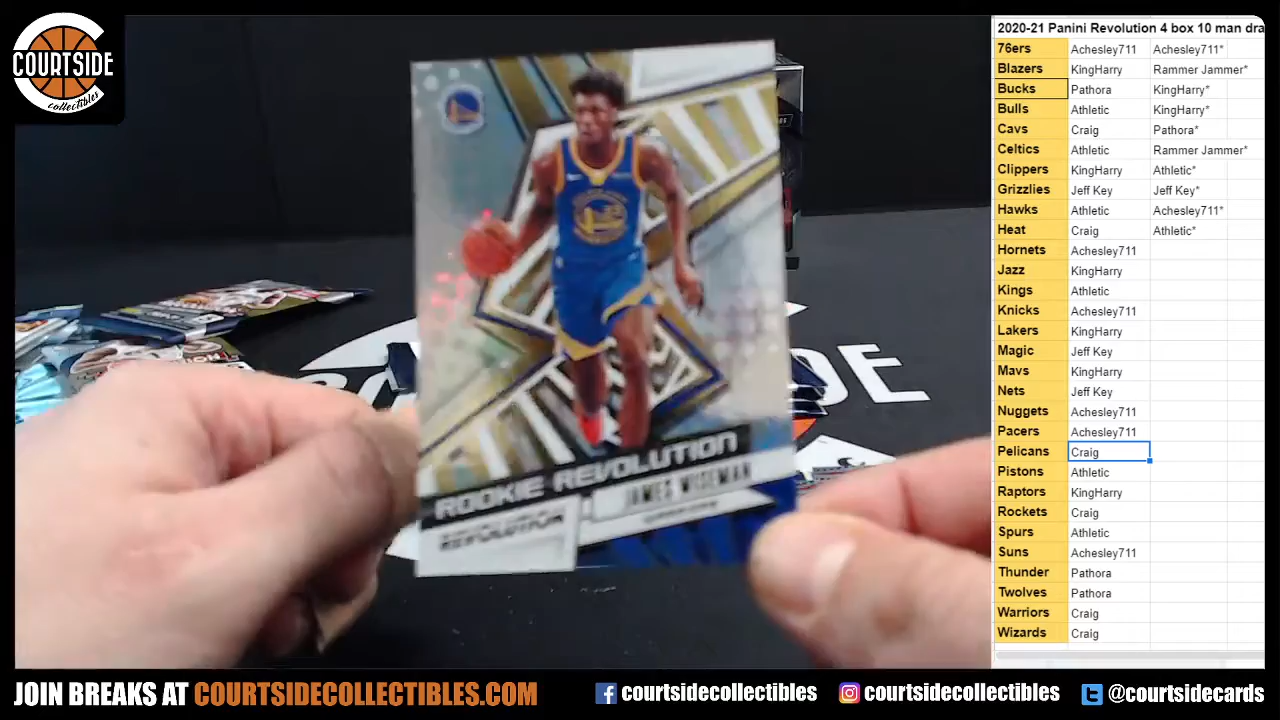 COURTSIDE
collectibles
ROOKIE REVOLUTION
JAMES WISEMAN
REVOLUTION
2020-21 Panini Revolution 4 box 10 man dra
76ers Achesley711 Achesley711*
Blazers KingHarry Rammer Jammer*
Bucks Pathora KingHarry*
Bulls Athletic KingHarry*
Cavs Craig Pathora*
Celtics Athletic Rammer Jammer*
Clippers KingHarry Athletic*
Grizzlies Jeff Key Jeff Key*
Hawks Athletic Achesley711*
Heat Craig Athletic*
Hornets Achesley711
Jazz KingHarry
Kings Athletic
Knicks Achesley711
Lakers KingHarry
Magic Jeff Key
Mavs KingHarry
Nets Jeff Key
Nuggets Achesley711
Pacers Achesley711
Pelicans Craig
Pistons Athletic
Raptors KingHarry
Rockets Craig
Spurs Athletic
Suns Achesley711
Thunder Pathora
Twolves Pathora
Warriors Craig
Wizards Craig
JOIN BREAKS AT COURTSIDECOLLECTIBLES.COM courtsidecollectibles courtsidecollectibles @courtsidecards